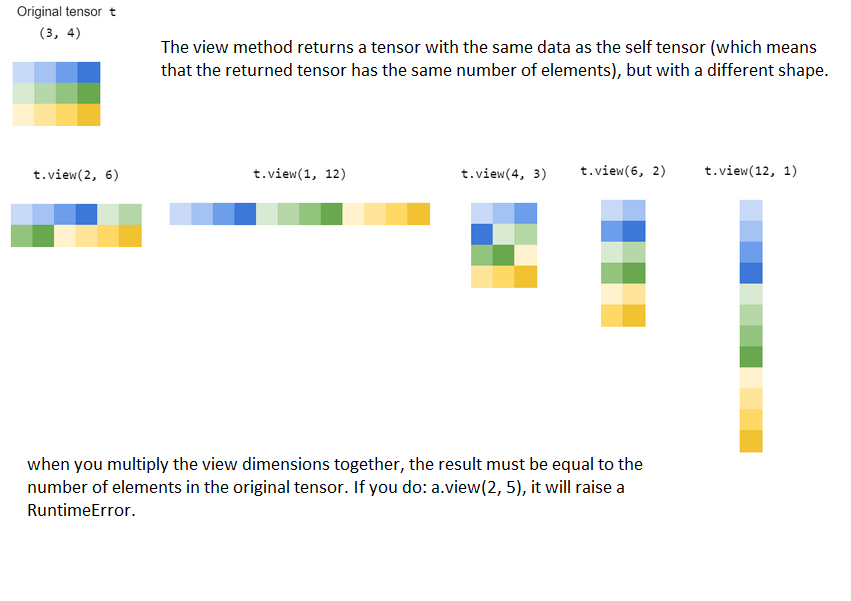 Original tensor t
(3, 4)
The view method returns a tensor with the same data as the self tensor (which means
that the returned tensor has the same number of elements), but with a different shape.
t.view(2, 6)
t.view(1, 12)
t.view(4, 3)
t.view(6, 2)
t.view(12, 1)
when you multiply the view dimensions together, the result must be equal to the
number of elements in the original tensor. If you do: a.view(2, 5), it will raise a
RuntimeError.